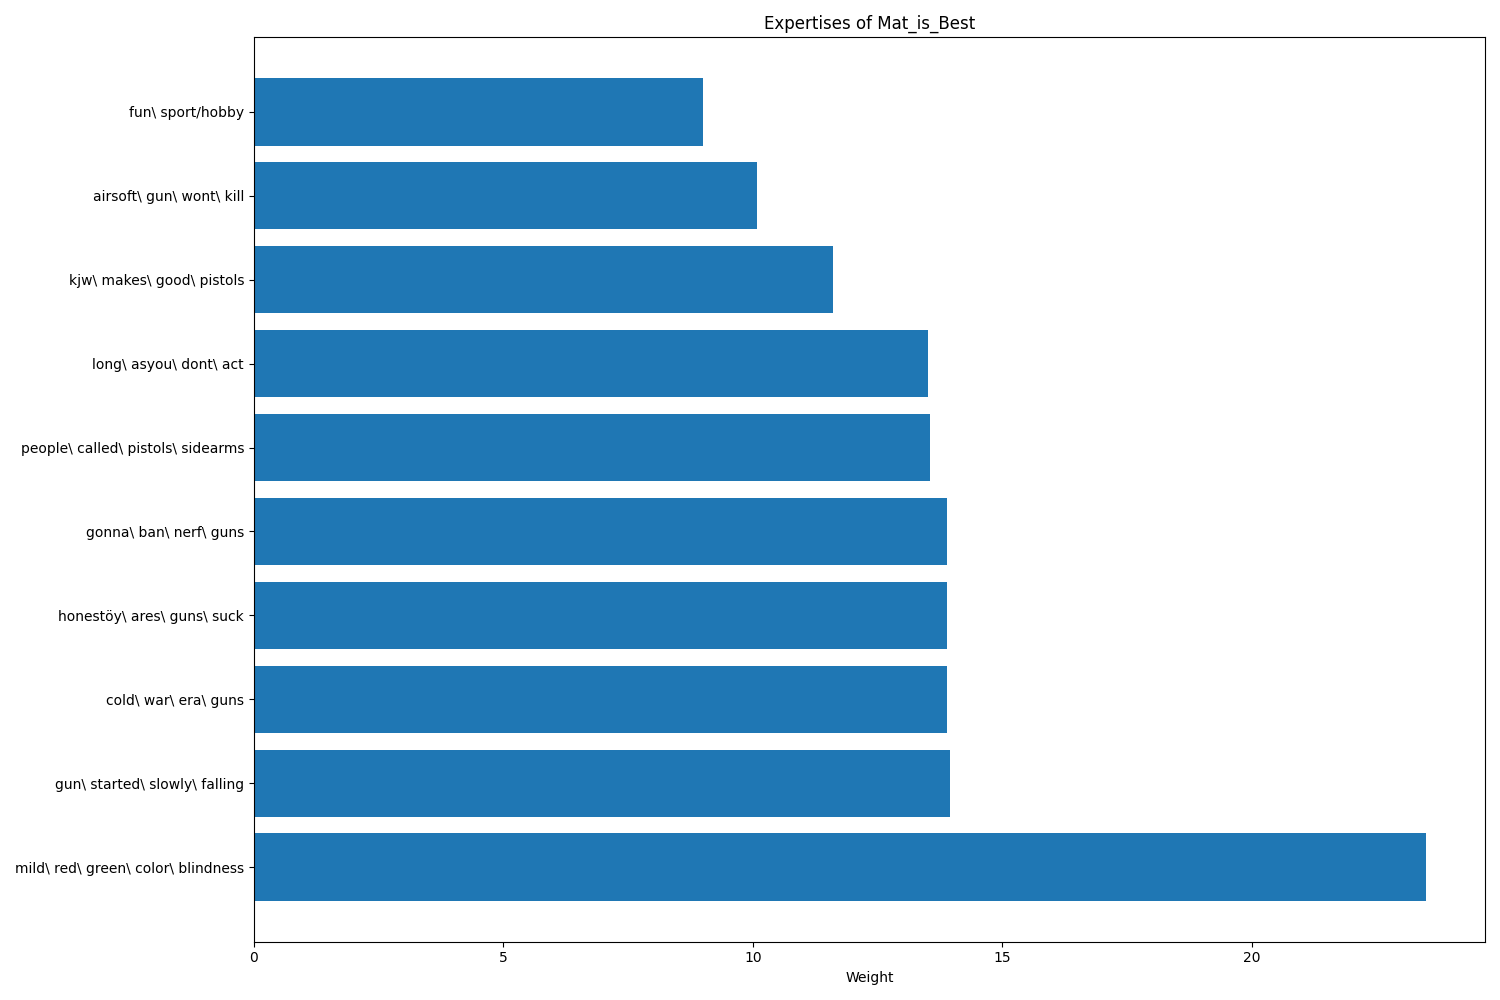 Expertises of Mat_is_Best
fun\ sport/hobby
airsoft\ gun\ wont\ kill
kjw\ makes\ good\ pistols
long\ asyou\ dont\ act
people\ called\ pistols\ sidearms
gonna\ ban\ nerf\ guns
honestöy\ ares\ guns\ suck
cold\ war\ era\ guns
gun\ started\ slowly\ falling
mild\ red\ green\ color\ blindness
0 5 10 15 20
Weight